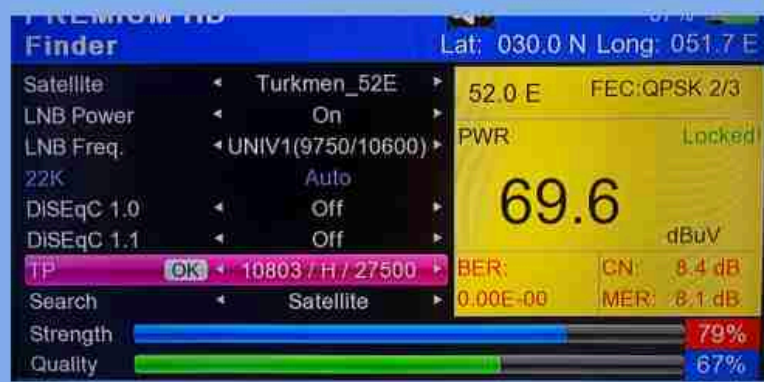 PREMIUM HD
Finder
Lat: 030.0 N Long: 051.7 E
Satellite Turkmen_52E
LNB Power On
LNB Freq. UNIV1(9750/10600)
22K Auto
DiSEqC 1.0 Off
DiSEqC 1.1 Off
TP OK 10803 / H / 27500
Search Satellite
52.0 E FEC:QPSK 2/3
PWR Locked!
69.6
dBuV
BER: CN: 8.4 dB
0.00E-00 MER: 8.1 dB
Strength 79%
Quality 67%